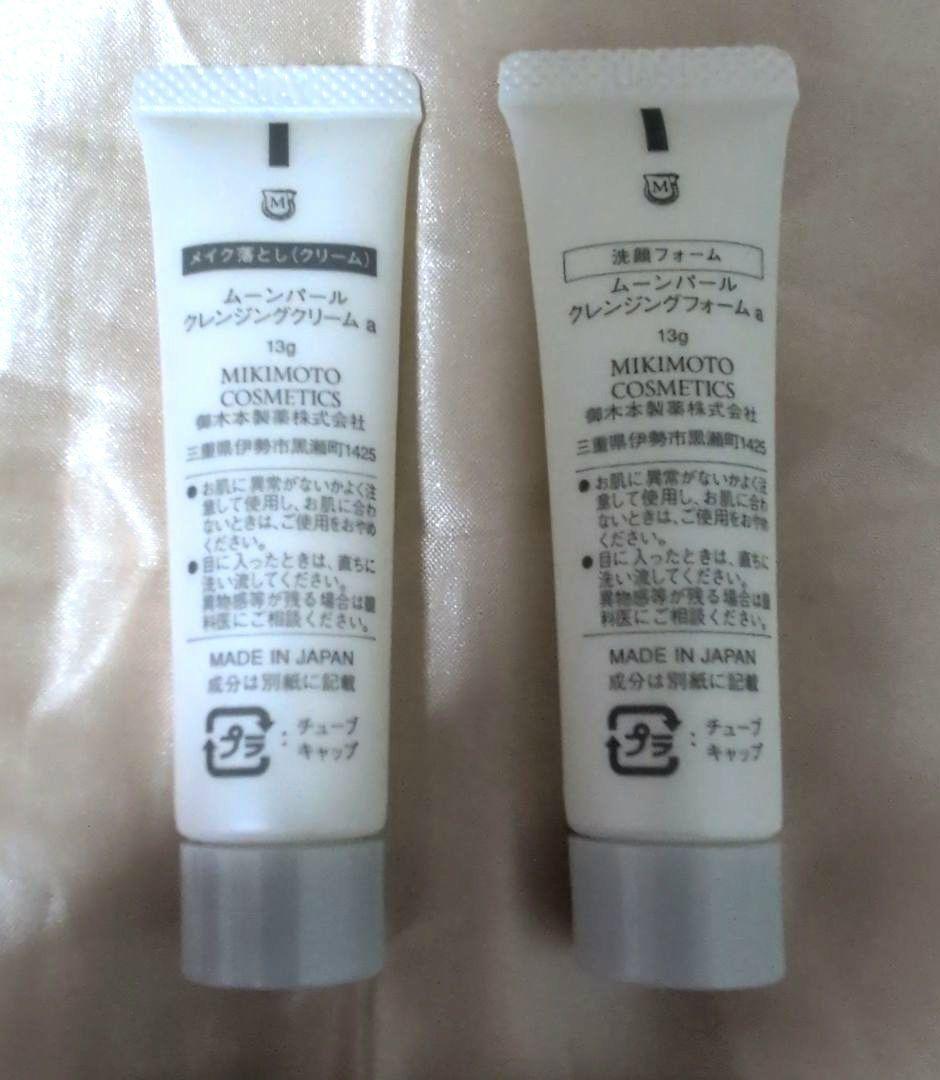 M
メイク落とし(クリーム)
ムーンパール
クレンジングクリーム a
13g
MIKIMOTO
COSMETICS
御木本製薬株式会社
三重県伊勢市黒瀬町1425
●お肌に異常がないかよく注
意して使用し、お肌に合わ
ないときは、ご使用をおやめ
ください。
●目に入ったときは、直ちに
洗い流してください。
異物感等が残る場合は眼
科医にご相談ください。
MADE IN JAPAN
成分は別紙に記載
プラ : チューブ
キャップ
M
洗顔フォーム
ムーンパール
クレンジングフォーム a
13g
MIKIMOTO
COSMETICS
御木本製薬株式会社
三重県伊勢市黒瀬町1425
●お肌に異常がないかよく注
意して使用し、お肌に合わ
ないときは、ご使用をおやめ
ください。
●目に入ったときは、直ちに
洗い流してください。
異物感等が残る場合は眼
科医にご相談ください。
MADE IN JAPAN
成分は別紙に記載
プラ : チューブ
キャップ